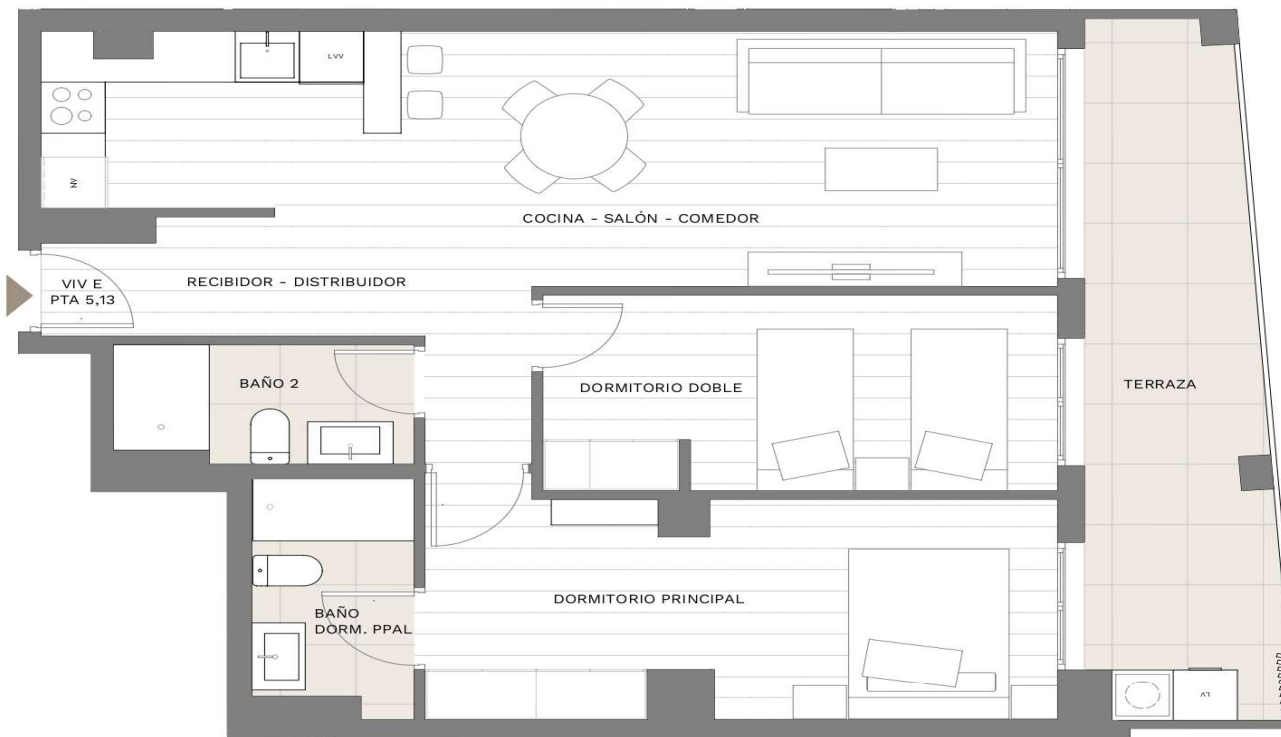 LVV
NV
COCINA - SALÓN - COMEDOR
VIV E
PTA 5,13
RECIBIDOR - DISTRIBUIDOR
BAÑO 2
DORMITORIO DOBLE
TERRAZA
DORMITORIO PRINCIPAL
BAÑO
DORM. PPAL
LV